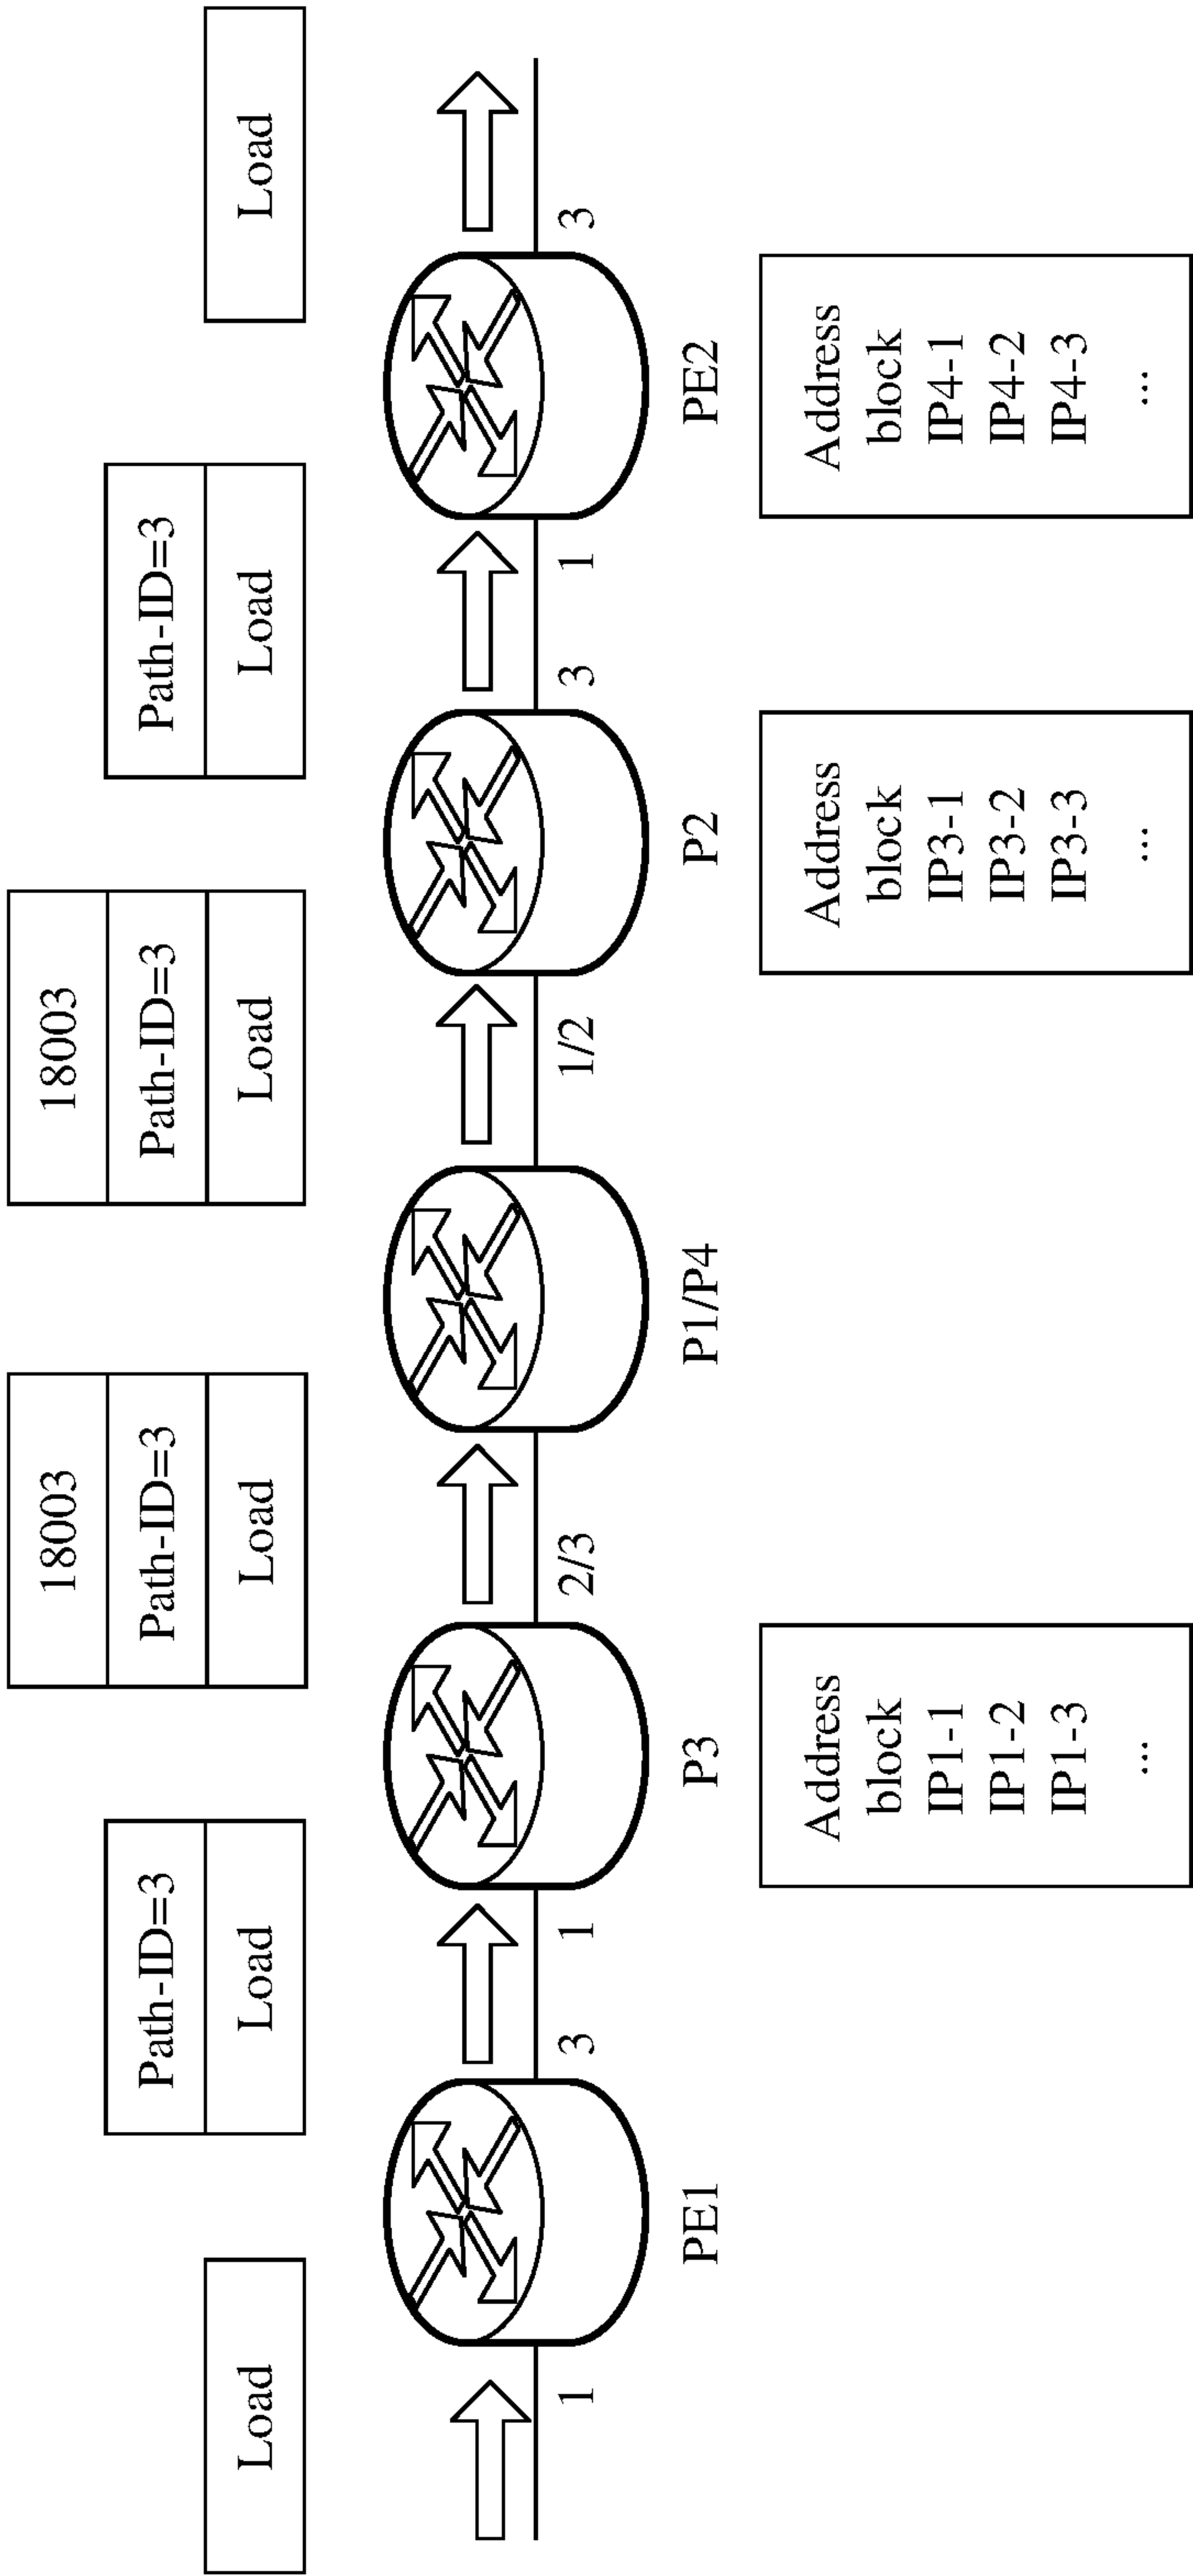 Load
Path-ID=3
Load
18003
Path-ID=3
Load
18003
Path-ID=3
Load
Path-ID=3
Load
Load
1
3
1
2/3
1/2
3
1
3
PE1
P3
P1/P4
P2
PE2
Address
block
IP1-1
IP1-2
IP1-3
...
Address
block
IP3-1
IP3-2
IP3-3
...
Address
block
IP4-1
IP4-2
IP4-3
...